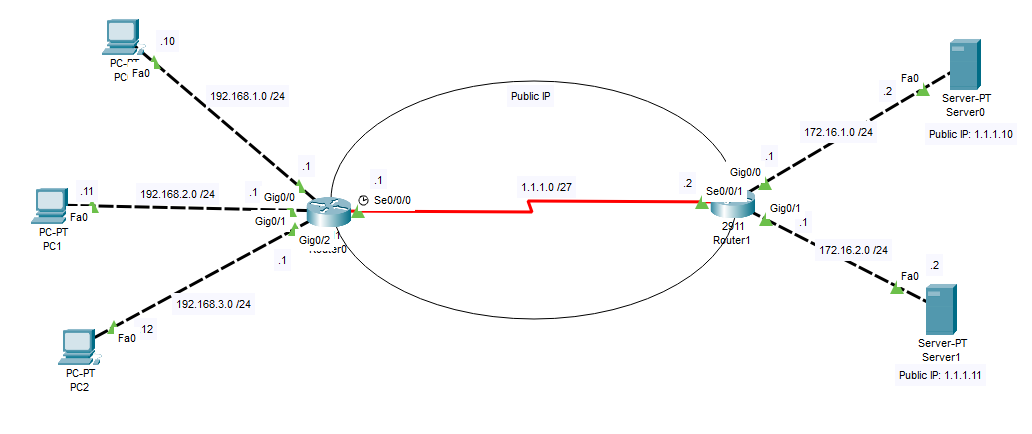 .10
PC-PT
PC
Fa0
192.168.1.0 /24
.1
.11
Fa0
PC-PT
PC1
192.168.2.0 /24
.1
Gig0/0
Gig0/1
Gig0/2
.1
Router0
192.168.3.0 /24
.1
12
Fa0
PC-PT
PC2
Public IP
.1
Se0/0/0
1.1.1.0 /27
.2
Se0/0/1
Gig0/0
.1
2911
Router1
Gig0/1
.1
172.16.1.0 /24
.2
Fa0
Server-PT
Server0
Public IP: 1.1.1.10
172.16.2.0 /24
Fa0
.2
Server-PT
Server1
Public IP: 1.1.1.11